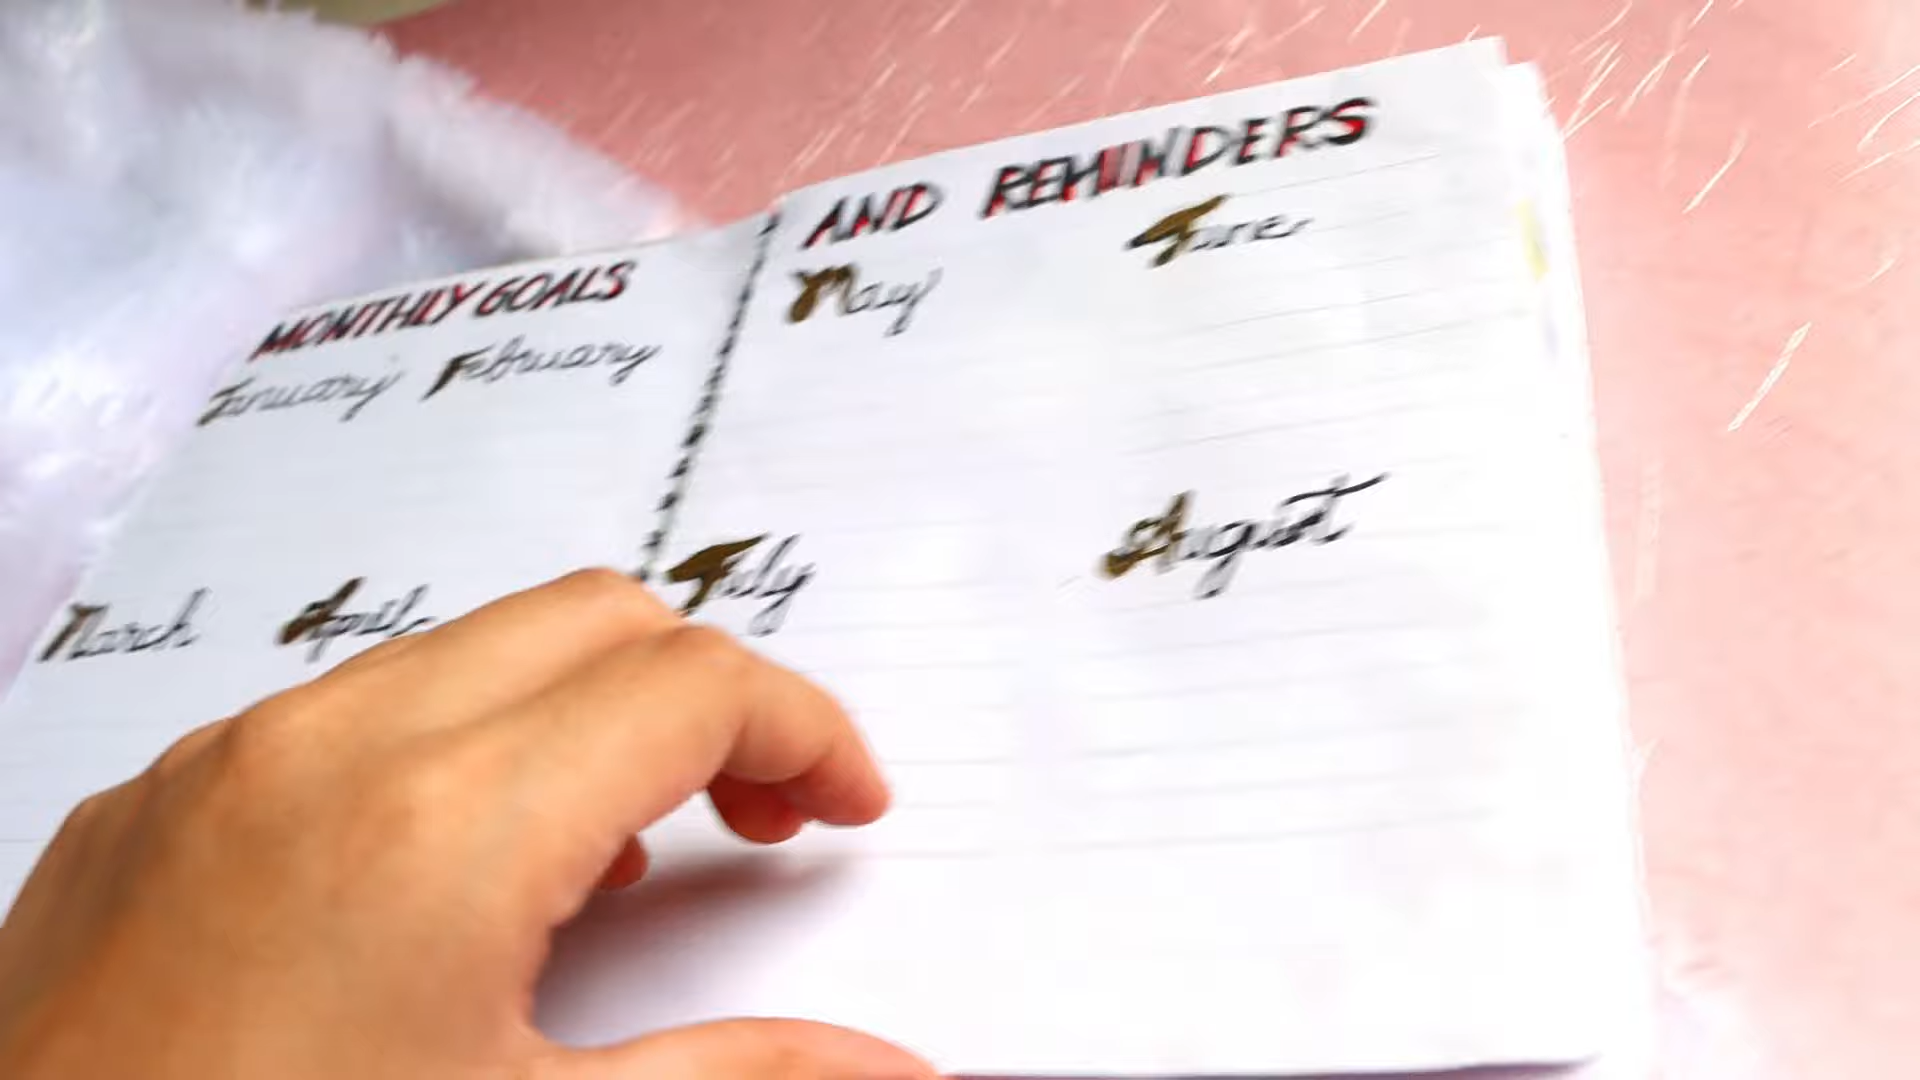 MONTHLY GOALS
January February
March April
AND REMINDERS
May June
July August